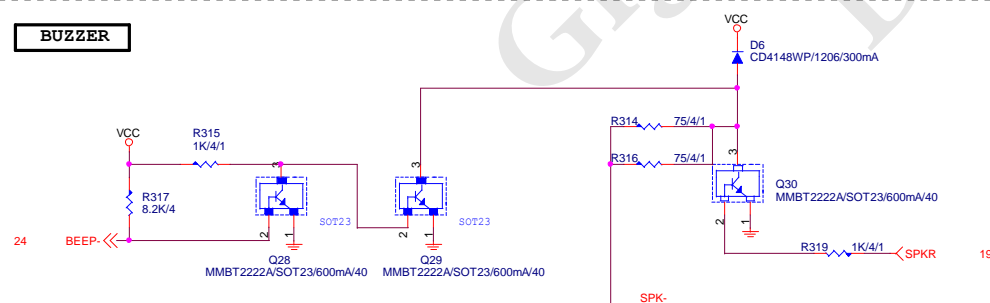 BUZZER
VCC
D6
CD4148WP/1206/300mA
R314 75/4/1
R316 75/4/1
VCC
R315
1K/4/1
R317
8.2K/4
3
3
3
Q30
MMBT2222A/SOT23/600mA/40
SOT23
SOT23
2
1
2
1
2
1
24
BEEP-
Q28
MMBT2222A/SOT23/600mA/40
Q29
MMBT2222A/SOT23/600mA/40
R319 1K/4/1
SPKR
19
SPK-